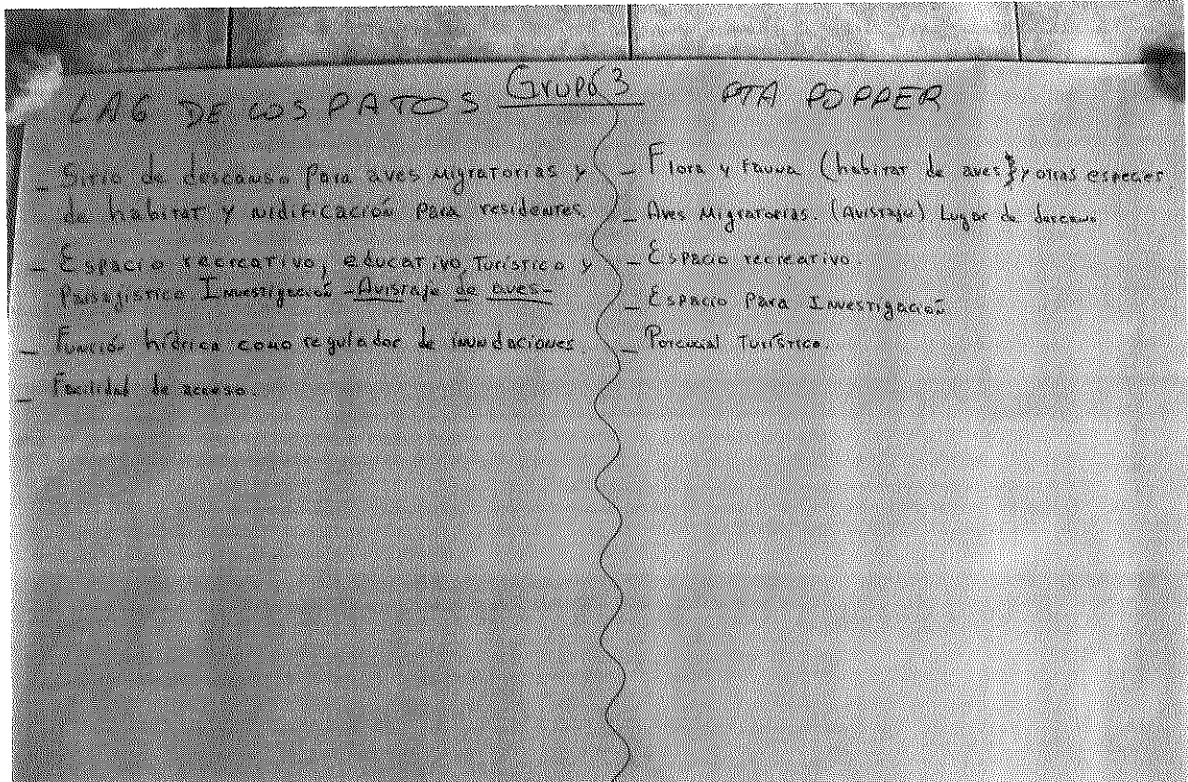 Grupo 3
LAG DE LOS PATOS
- Sitio de descanso para aves migratorias y
de habitat y nidificación para residentes.
- Espacio recreativo, educativo, Turístico y
Paisajístico Investigación - Avistaje de aves -
- Función hídrica como regulador de inundaciones.
- Facilidad de acceso.
PTA POPPER
- Flora y Fauna (habitat de aves} y otras especies
- Aves Migratorias. (Avistaje) Lugar de descanso
- Espacio recreativo.
- Espacio Para Investigación
- Potencial Turístico.